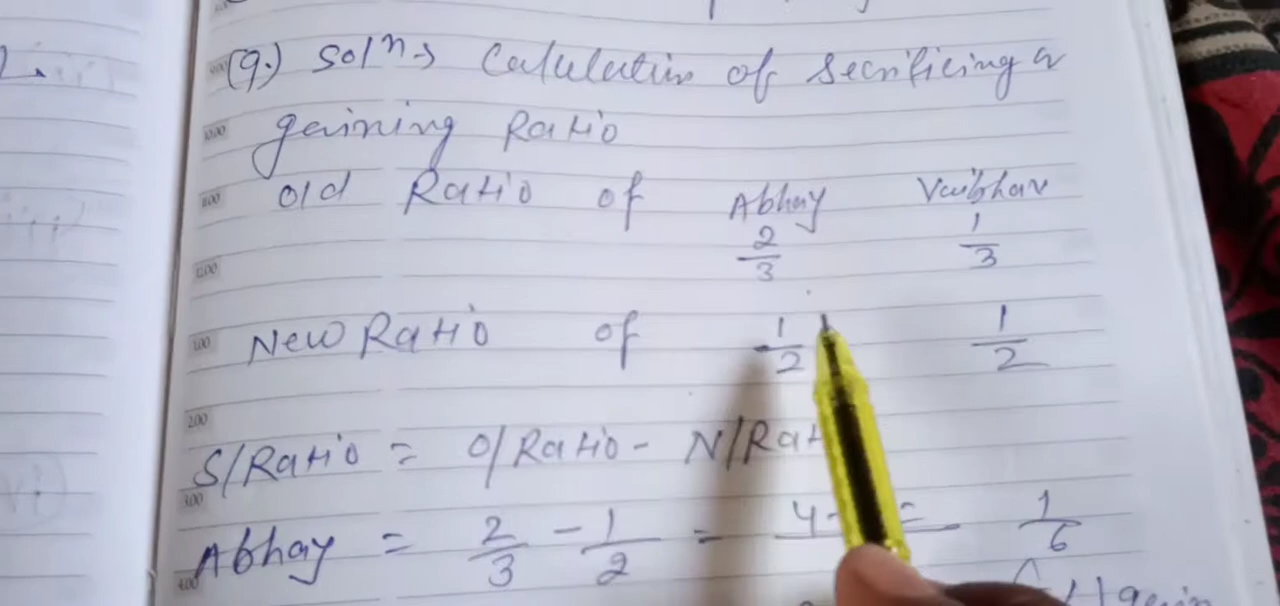 (9.) Solⁿ→ Calculation of Secrificing &
gaining Ratio
Old Ratio of Abhay Vaibhav
2/3 1/3
New Ratio of 1/2 1/2
S/Ratio = O/Ratio - N/Rat
Abhay = 2/3 - 1/2 = 4- = 1/6